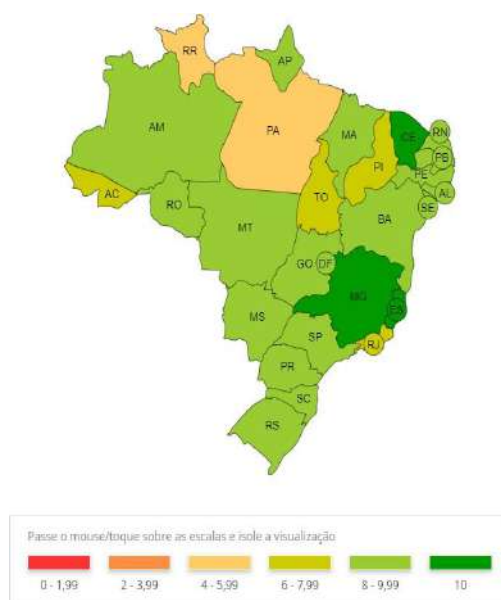 RR
AP
AM
PA
MA
CE
RN
PB
PI
PE
AC
AL
TO
SE
RO
BA
MT
GO
DF
MG
ES
MS
SP
RJ
PR
SC
RS
Passe o mouse/toque sobre as escalas e isole a visualização
0 - 1,99 2 - 3,99 4 - 5,99 6 - 7,99 8 - 9,99 10